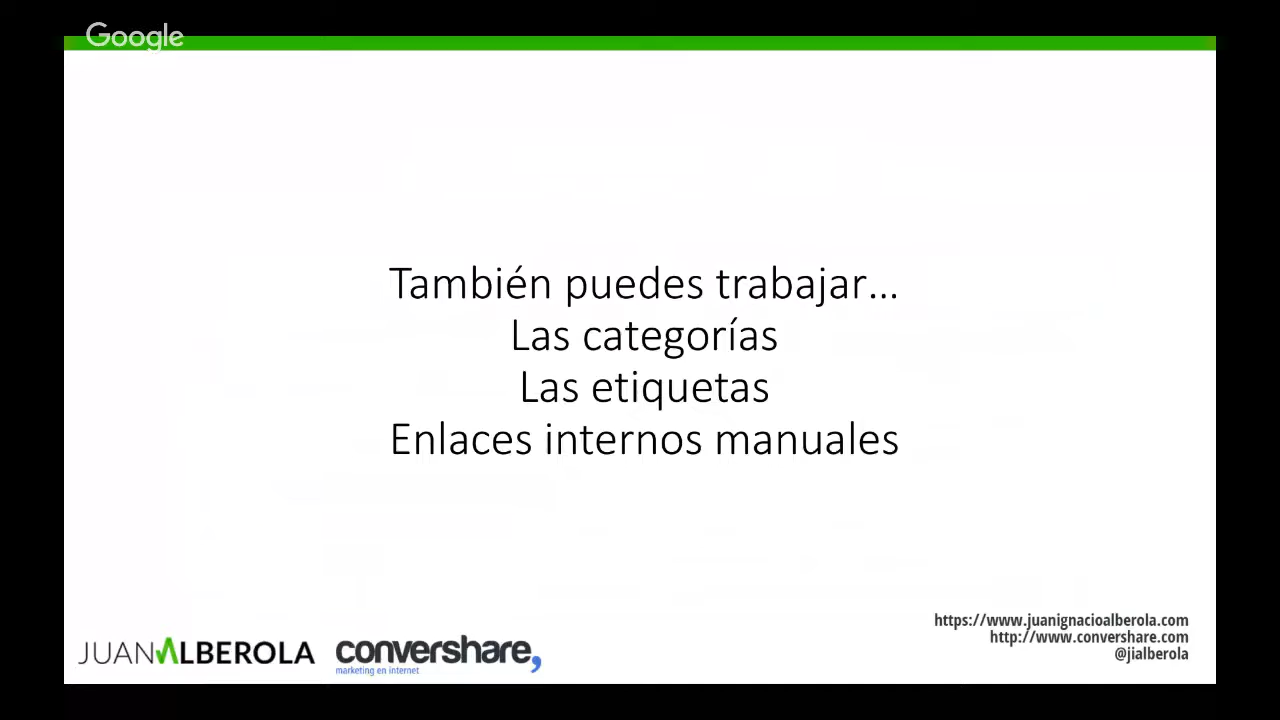 Google
También puedes trabajar...
Las categorías
Las etiquetas
Enlaces internos manuales
https://www.juanignacioalberola.com
http://www.convershare.com
@jialberola
JUANALBEROLA
convershare,
marketing en internet